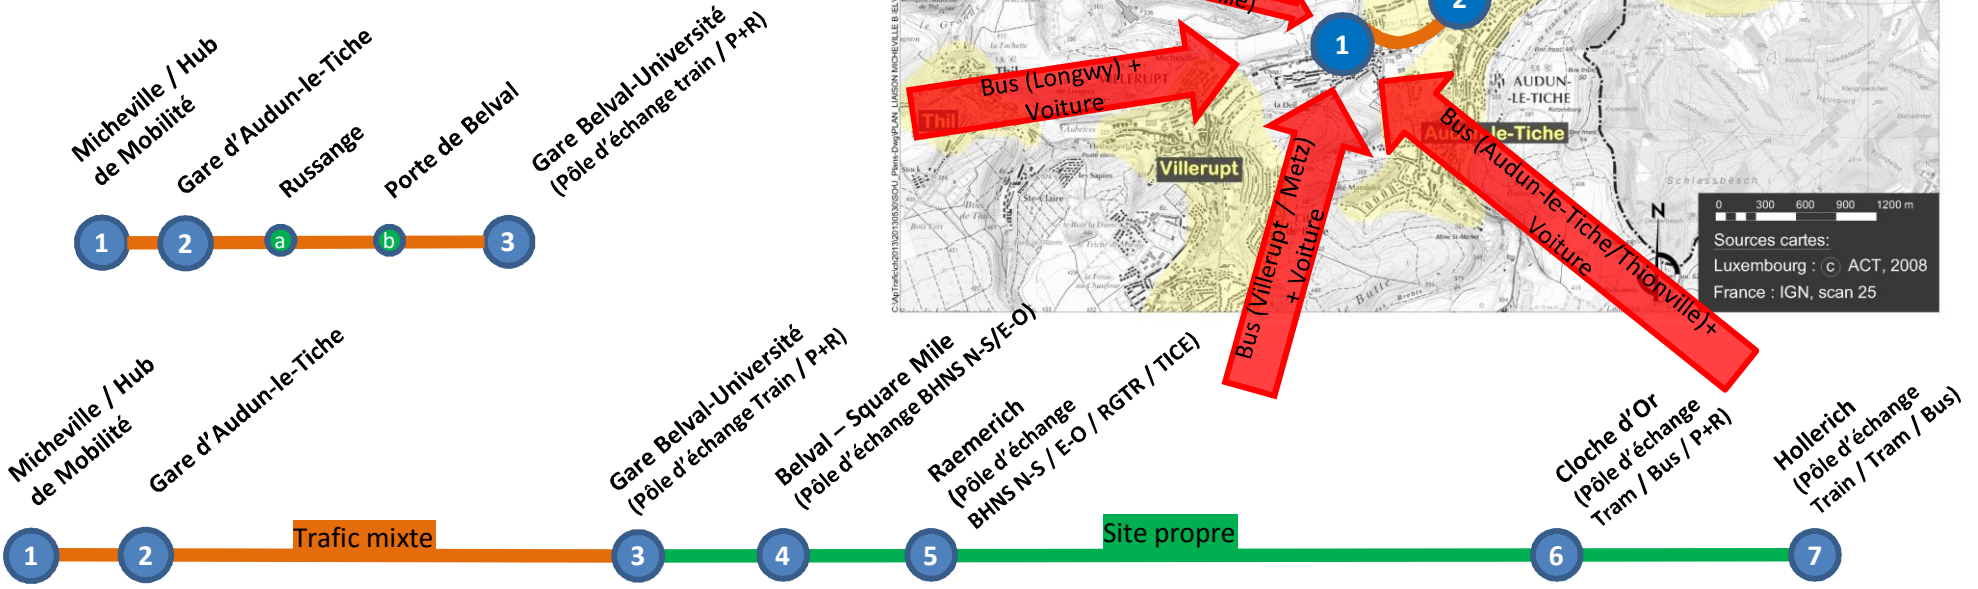 Micheville / Hub
de Mobilité
Gare d'Audun-le-Tiche
Russange
Porte de Belval
Gare Belval-Université
(Pôle d'échange train / P+R)
1
2
a
b
3
2
1
Bus (Longwy) +
Voiture
Thil
Villerupt
AUDUN-
-LE-TICHE
Bus (Villerupt / Metz)
+ Voiture
Bus (Audun-le-Tiche/Thionville)+
Voiture
N
0 300 600 900 1200 m
Sources cartes:
Luxembourg : © ACT, 2008
France : IGN, scan 25
Micheville / Hub
de Mobilité
Gare d'Audun-le-Tiche
Gare Belval-Université
(Pôle d'échange Train / P+R)
Belval – Square Mile
(Pôle d'échange BHNS N-S/E-O)
Raemerich
(Pôle d'échange
BHNS N-S / E-O / RGTR / TICE)
Cloche d'Or
(Pôle d'échange
Tram / Bus / P+R)
Hollerich
(Pôle d'échange
Train / Tram / Bus)
Trafic mixte
Site propre
1
2
3
4
5
6
7